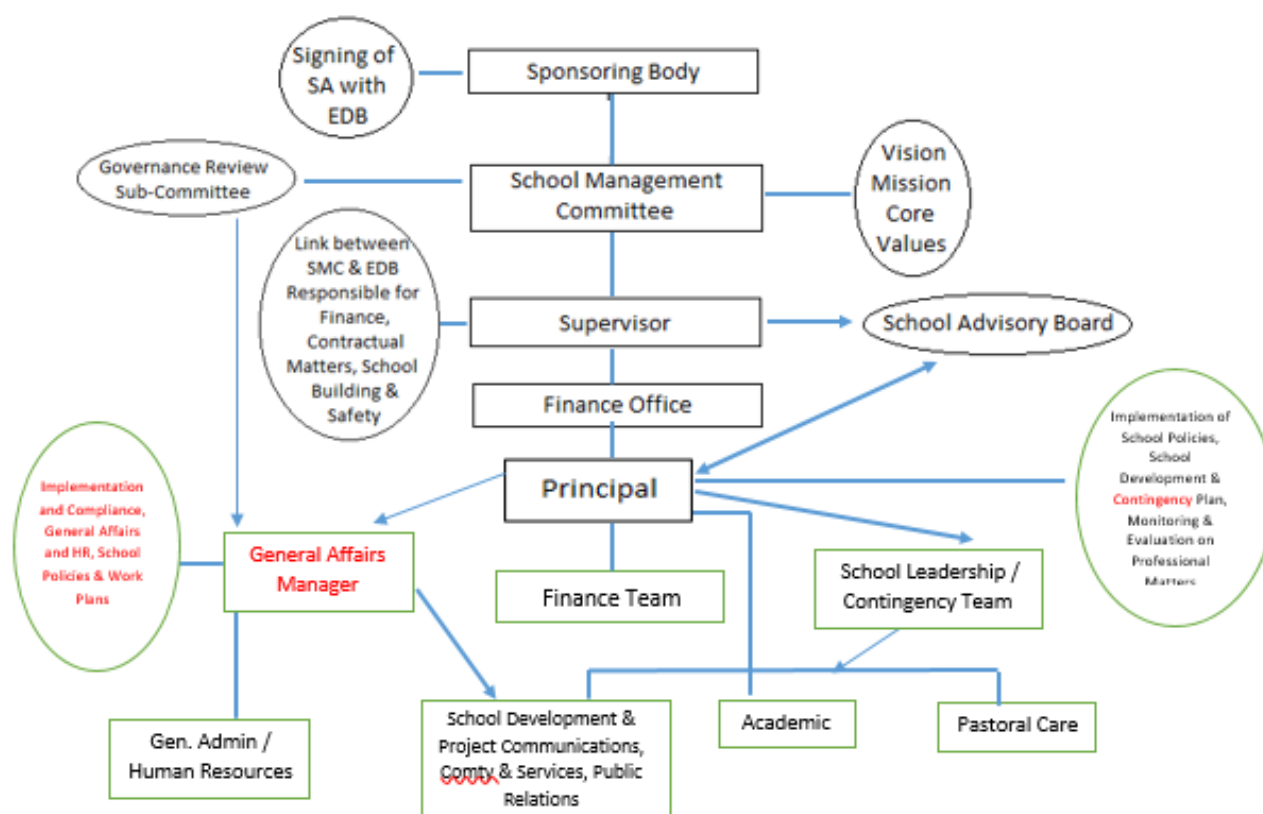 Signing of
SA with
EDB
Sponsoring Body
Governance Review
Sub-Committee
School Management
Committee
Vision
Mission
Core
Values
Link between
SMC & EDB
Responsible for
Finance,
Contractual
Matters, School
Building &
Safety
Supervisor
School Advisory Board
Finance Office
Implementation of
School Policies,
School
Development &
Contingency Plan,
Monitoring &
Evaluation on
Professional
Matters
Principal
Implementation
and Compliance,
General Affairs
and HR, School
Policies & Work
Plans
General Affairs
Manager
Finance Team
School Leadership /
Contingency Team
Gen. Admin /
Human Resources
School Development &
Project Communications,
Comty & Services, Public
Relations
Academic
Pastoral Care